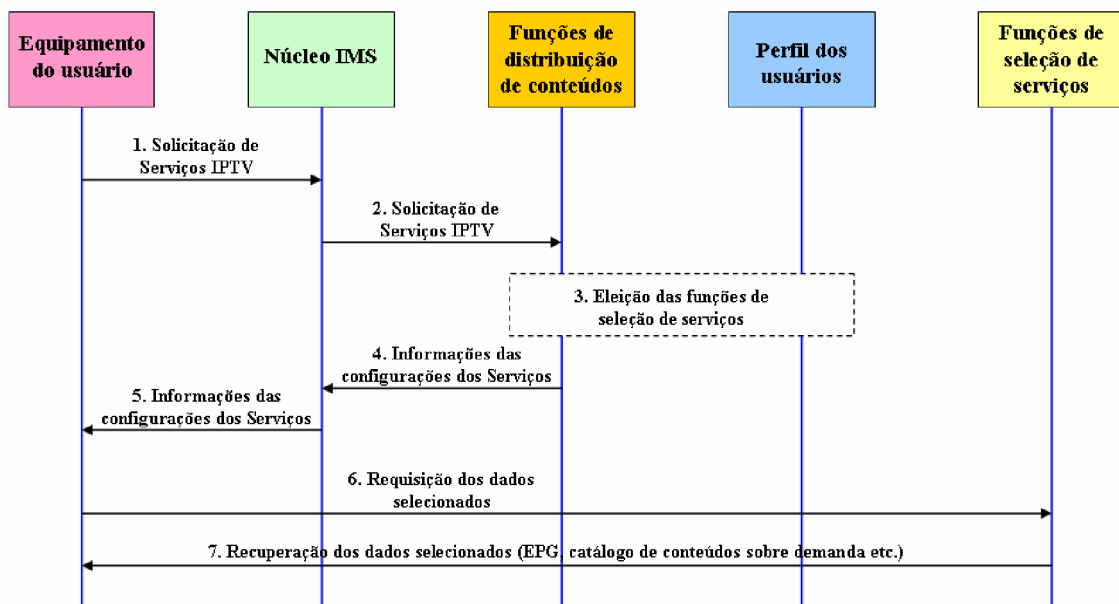 Equipamento
do usuário
Núcleo IMS
Funções de
distribuição
de conteúdos
Perfil dos
usuários
Funções de
seleção de
serviços
1. Solicitação de
Serviços IPTV
2. Solicitação de
Serviços IPTV
3. Eleição das funções de
seleção de serviços
4. Informações das
configurações dos Serviços
5. Informações das
configurações dos Serviços
6. Requisição dos dados
selecionados
7. Recuperação dos dados selecionados (EPG, catálogo de conteúdos sobre demanda etc.)